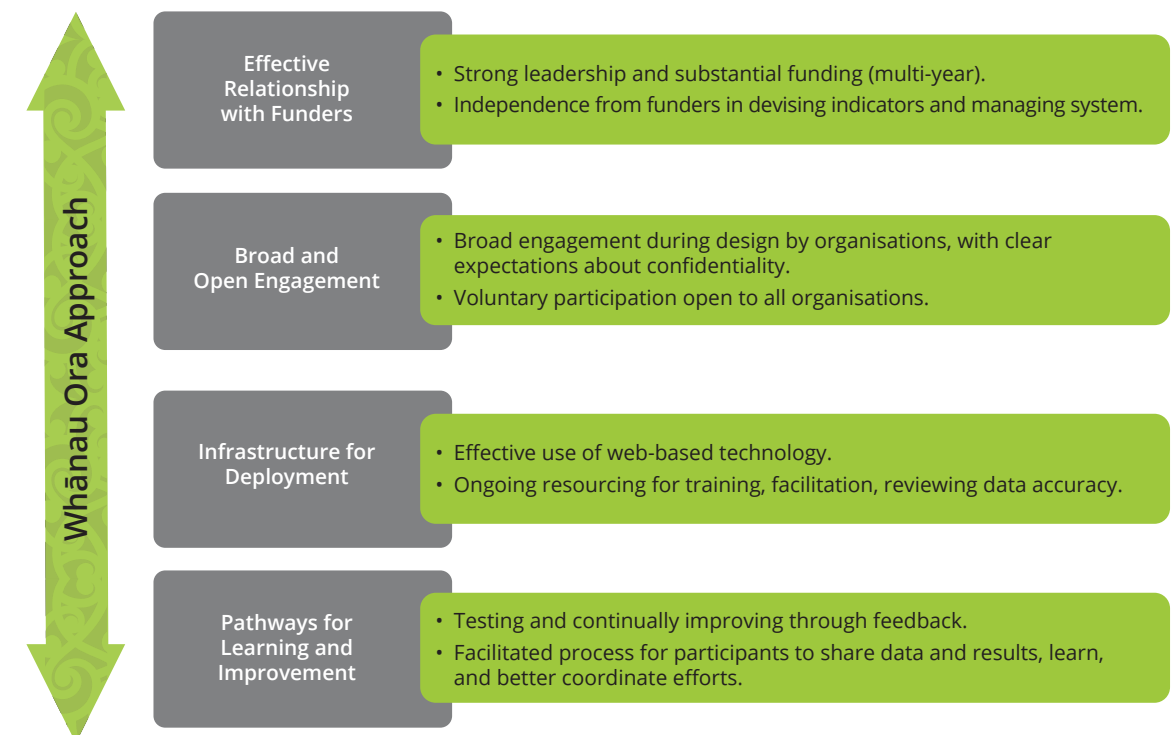 Whānau Ora Approach
Effective
Relationship
with Funders
• Strong leadership and substantial funding (multi-year).
• Independence from funders in devising indicators and managing system.
Broad and
Open Engagement
• Broad engagement during design by organisations, with clear
expectations about confidentiality.
• Voluntary participation open to all organisations.
Infrastructure for
Deployment
• Effective use of web-based technology.
• Ongoing resourcing for training, facilitation, reviewing data accuracy.
Pathways for
Learning and
Improvement
• Testing and continually improving through feedback.
• Facilitated process for participants to share data and results, learn,
and better coordinate efforts.